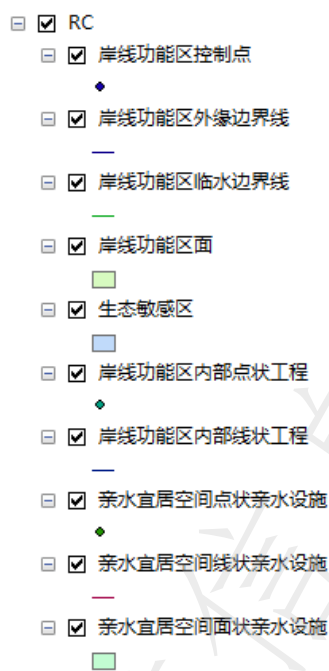 RC
岸线功能区控制点
岸线功能区外缘边界线
岸线功能区临水边界线
岸线功能区面
生态敏感区
岸线功能区内部点状工程
岸线功能区内部线状工程
亲水宜居空间点状亲水设施
亲水宜居空间线状亲水设施
亲水宜居空间面状亲水设施